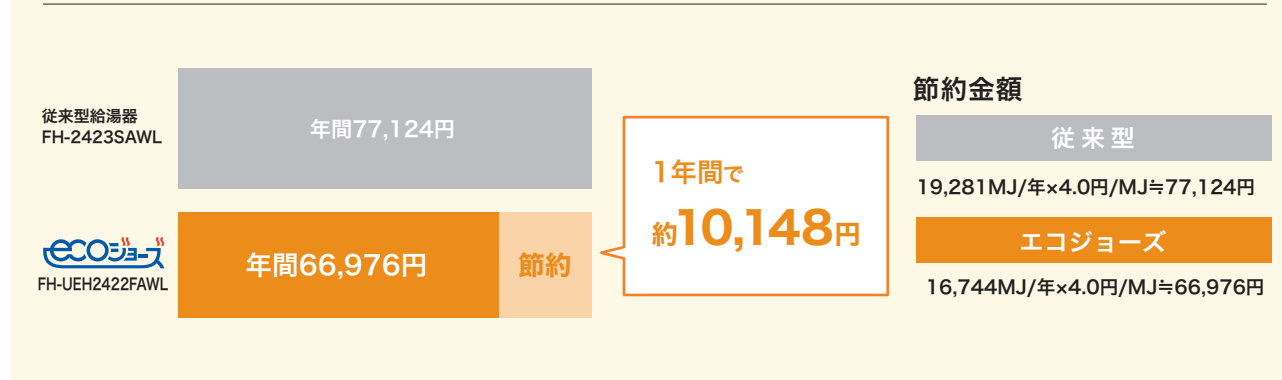 従来型給湯器
FH-2423SAWL
年間77,124円
ecoジョーズ
FH-UEH2422FAWL
年間66,976円
節約
1年間で
約10,148円
節約金額
従来型
19,281MJ/年×4.0円/MJ≒77,124円
エコジョーズ
16,744MJ/年×4.0円/MJ≒66,976円